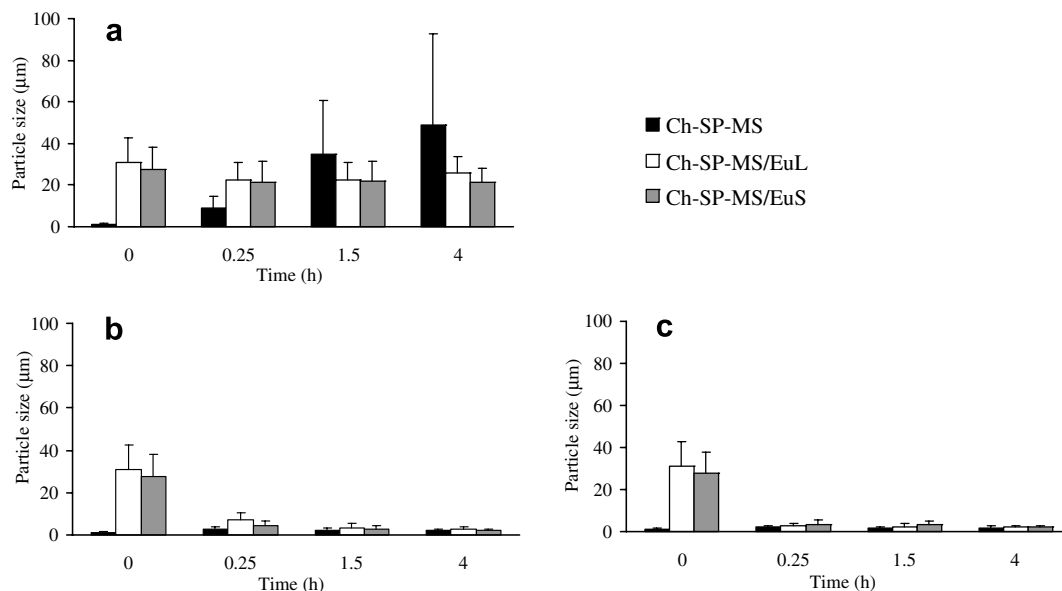 a
Particle size (µm)
100
80
60
40
20
0
0 0.25 1.5 4
Time (h)
Ch-SP-MS
Ch-SP-MS/EuL
Ch-SP-MS/EuS
b
Particle size (µm)
100
80
60
40
20
0
0 0.25 1.5 4
Time (h)
c
Particle size (µm)
100
80
60
40
20
0
0 0.25 1.5 4
Time (h)